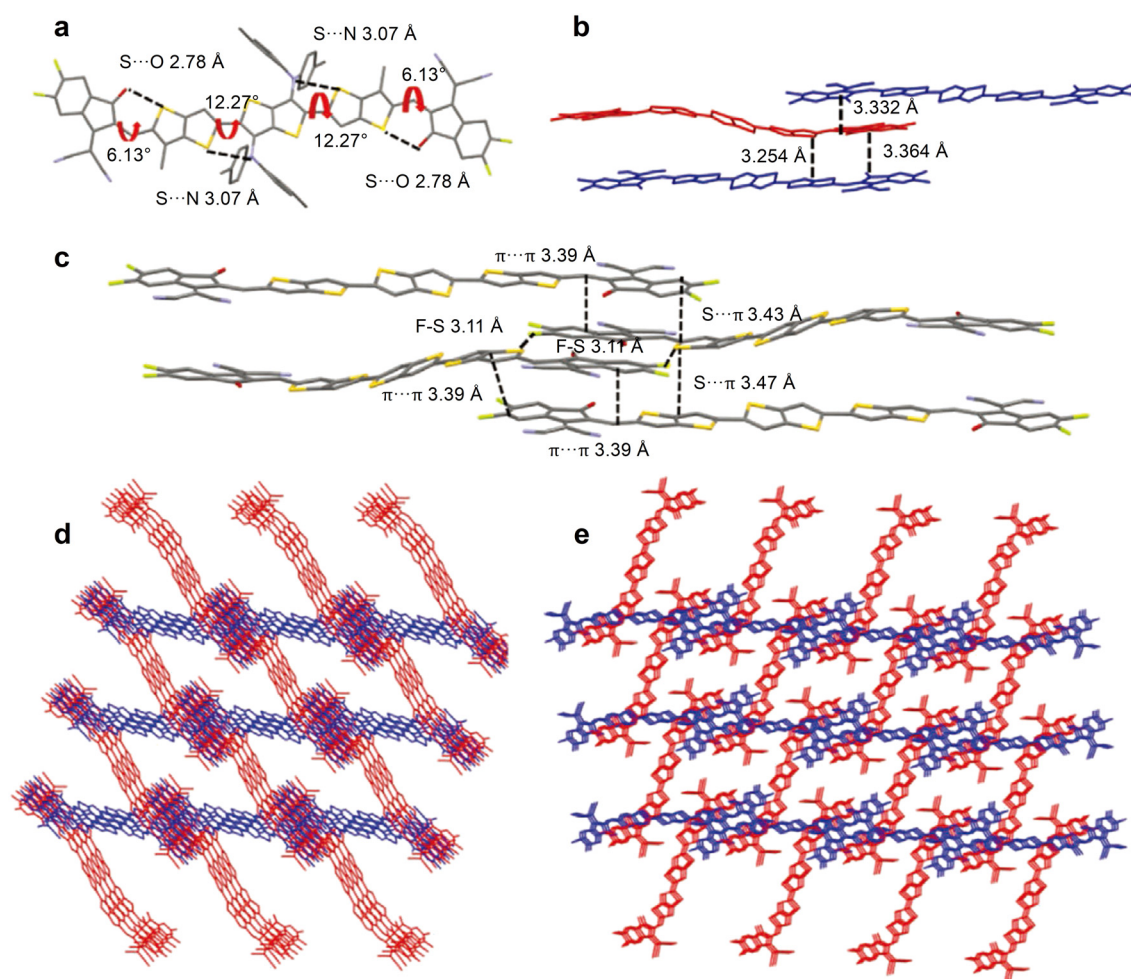 a
S···N 3.07 Å
S···O 2.78 Å
6.13°
12.27°
12.27°
6.13°
S···O 2.78 Å
S···N 3.07 Å
b
3.332 Å
3.254 Å
3.364 Å
c
π···π 3.39 Å
S···π 3.43 Å
F-S 3.11 Å
F-S 3.11 Å
π···π 3.39 Å
S···π 3.47 Å
π···π 3.39 Å
d
e